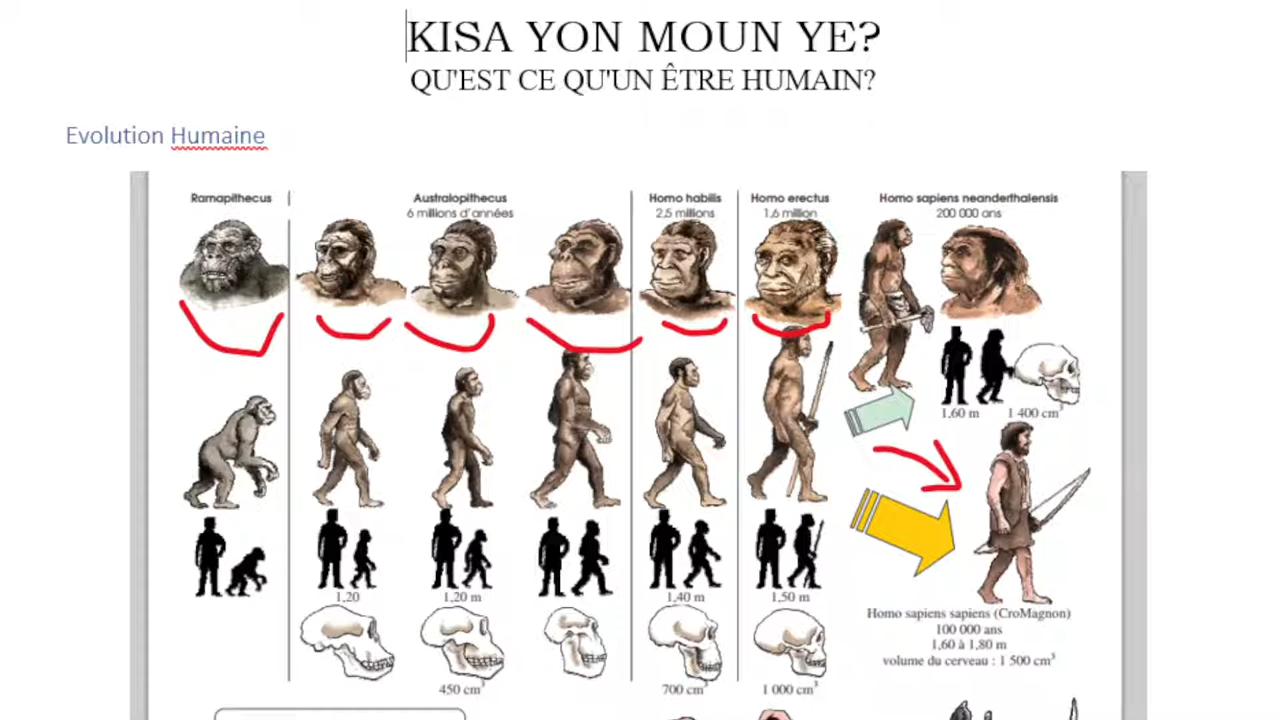 KISA YON MOUN YE?
QU'EST CE QU'UN ÊTRE HUMAIN?
Evolution Humaine
Ramapithecus
Australopithecus
6 millions d'années
Homo habilis
2,5 millions
Homo erectus
1,6 million
Homo sapiens neanderthalensis
200 000 ans
1,60 m
1 400 cm³
1,20
1,20 m
1,40 m
1,50 m
450 cm³
700 cm³
1 000 cm³
Homo sapiens sapiens (CroMagnon)
100 000 ans
1,60 à 1,80 m
volume du cerveau : 1 500 cm³